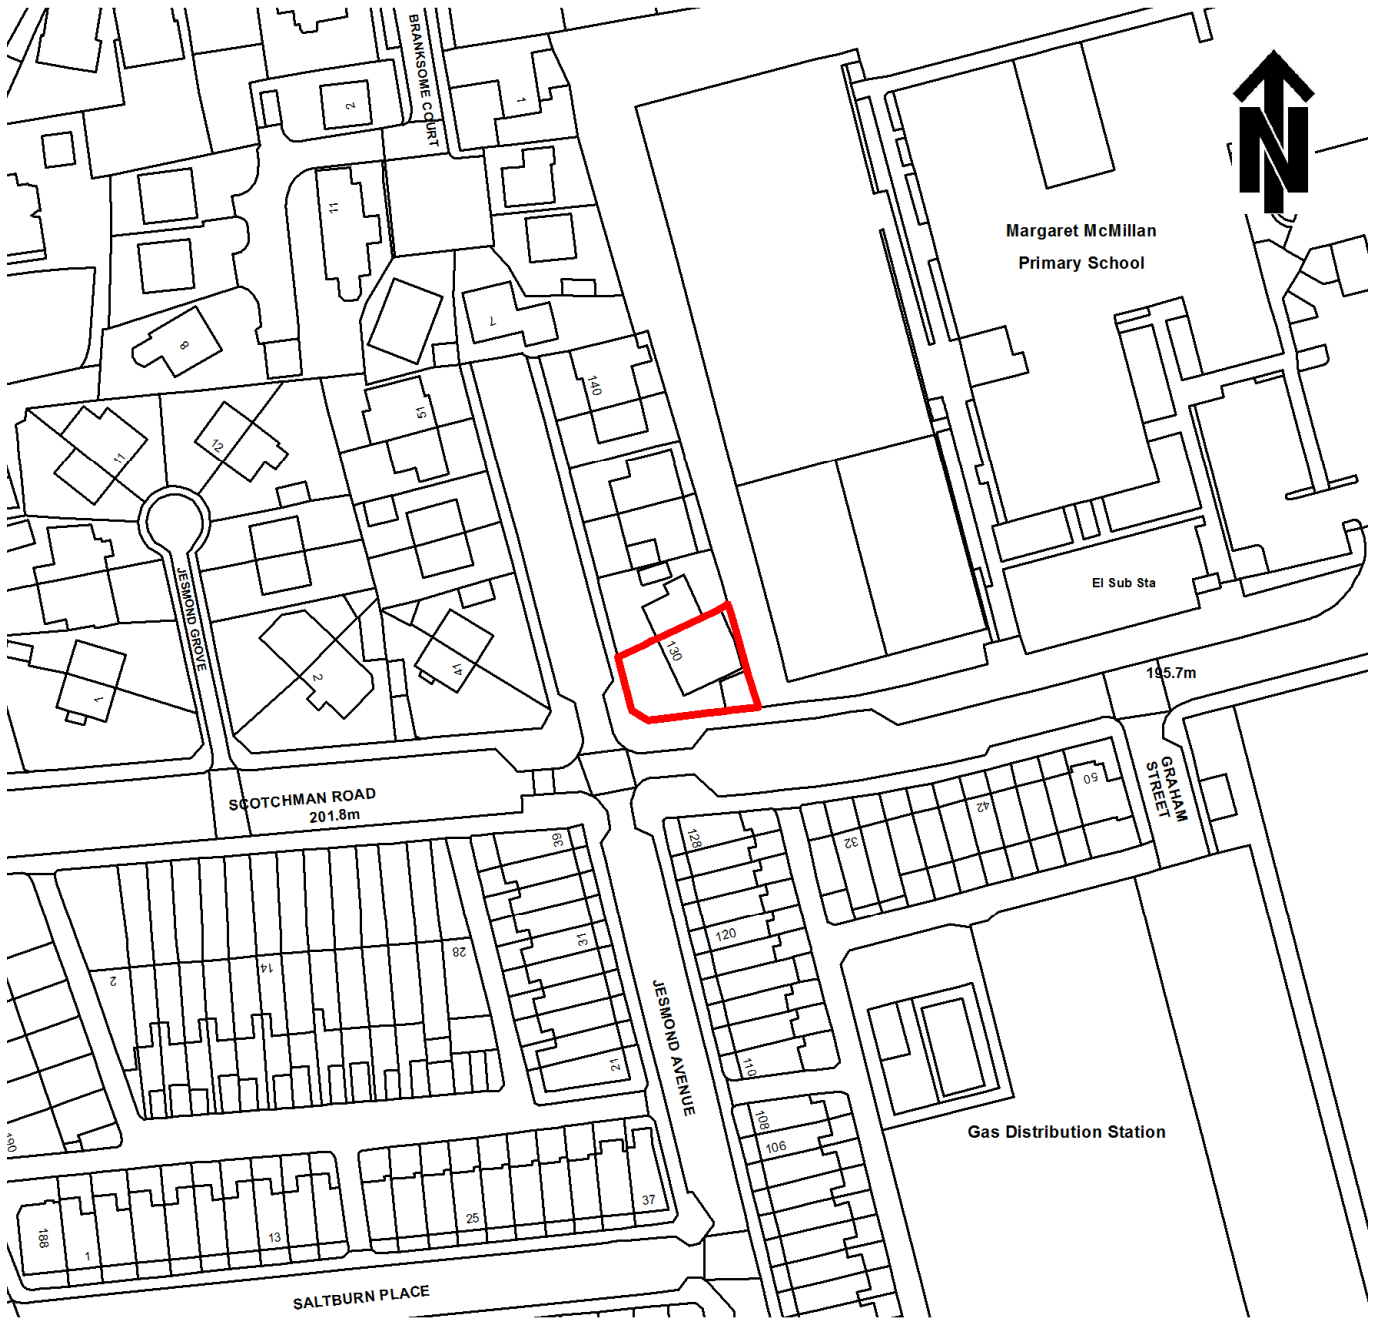 BRANKSOME COURT
2
1
N
11
Margaret McMillan
Primary School
7
8
140
51
12
11
El Sub Sta
JESMOND GROVE
130
41
2
1
195.7m
GRAHAM
STREET
50
42
32
SCOTCHMAN ROAD
201.8m
39
128
120
31
28
14
2
JESMOND AVENUE
21
110
108
106
190
Gas Distribution Station
37
25
13
1
188
SALTBURN PLACE